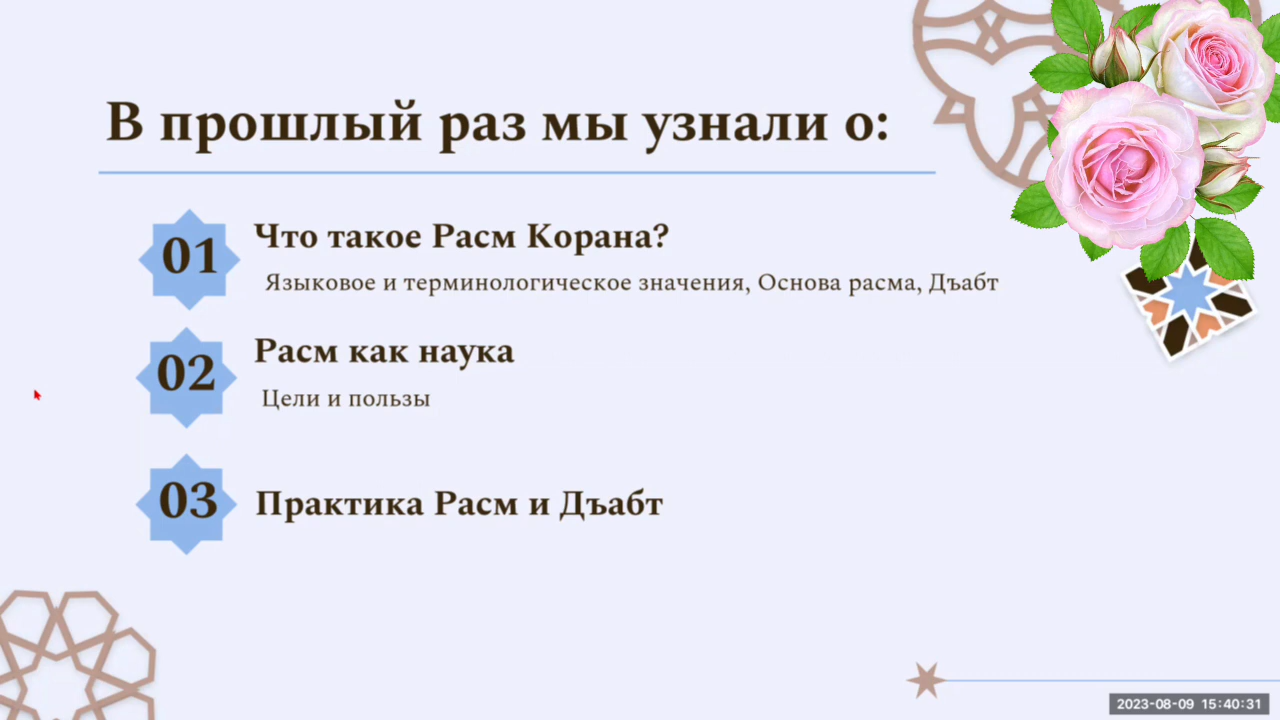 В прошлый раз мы узнали о:
01
Что такое Расм Корана?
Языковое и терминологическое значения, Основа расма, Дъабт
02
Расм как наука
Цели и пользы
03
Практика Расм и Дъабт
2023-08-09 15:40:31